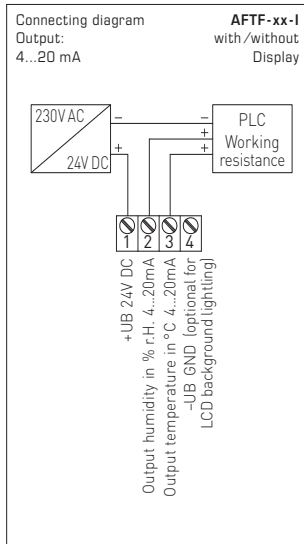 Connecting diagram
Output:
4...20 mA
AFTF-xx-I
with/without
Display
230V AC
24V DC
–
+
–
+
+
PLC
Working
resistance
1 2 3 4
+UB 24V DC
Output humidity in % r.H. 4...20mA
Output temperature in °C 4...20mA
–UB GND (optional for
LCD background lightling)